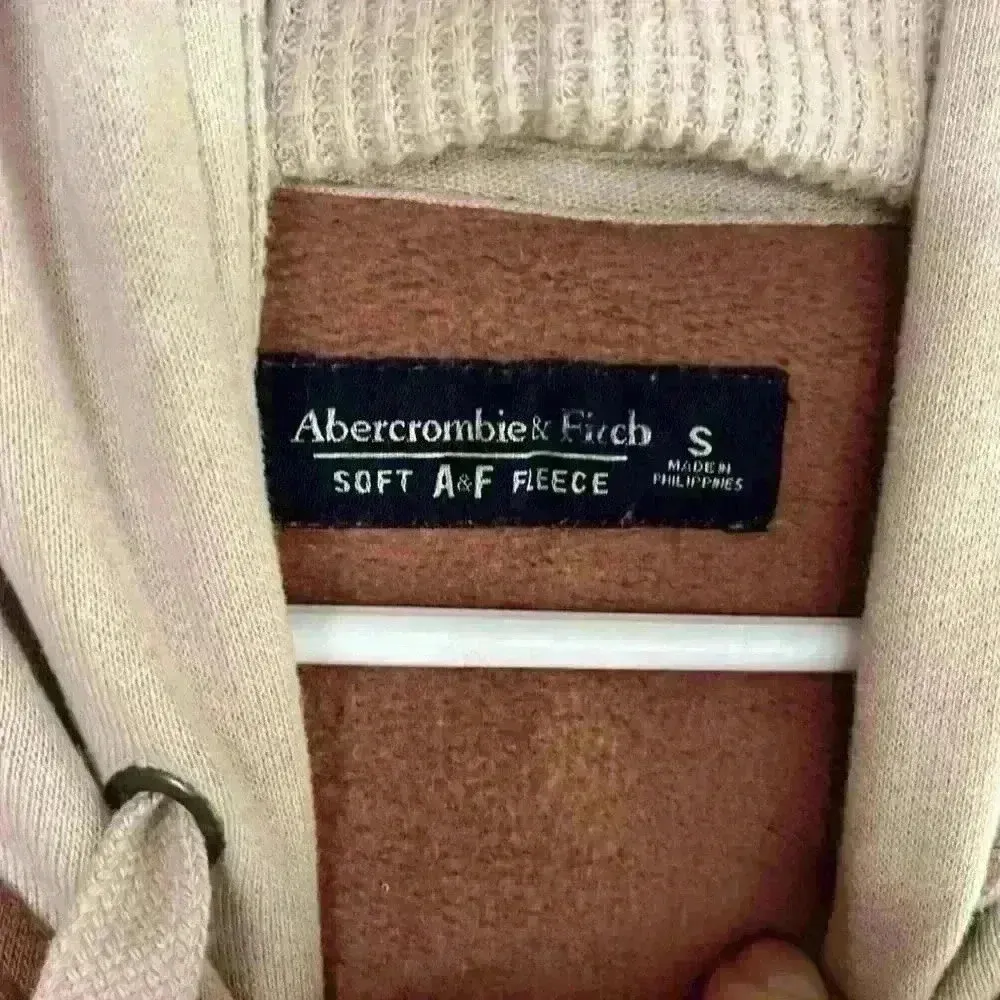 Abercrombie & Fitch
SOFT A&F FLEECE
S
MADE IN
PHILIPPINES